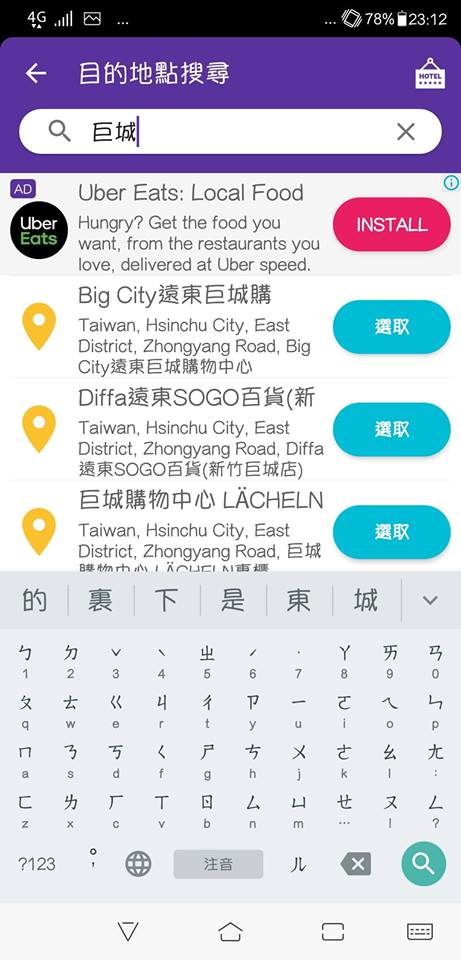 4G ... ... 78% 23:12
目的地點搜尋
HOTEL
巨城
AD
Uber Eats: Local Food
Uber
Eats
Hungry? Get the food you
want, from the restaurants you
love, delivered at Uber speed.
INSTALL
Big City遠東巨城購
Taiwan, Hsinchu City, East
District, Zhongyang Road, Big
City遠東巨城購物中心
選取
Diffa遠東SOGO百貨(新
Taiwan, Hsinchu City, East
District, Zhongyang Road, Diffa
遠東SOGO百貨(新竹巨城店)
選取
巨城購物中心 LÄCHELN
Taiwan, Hsinchu City, East
District, Zhongyang Road, 巨城
購物中心 LÄCHELN專櫃
選取
的 裏 下 是 東 城
ㄅ ㄉ ˇ ˋ ㄓ ˊ ˙ ㄚ ㄞ ㄢ
1 2 3 4 5 6 7 8 9 0
ㄆ ㄊ ㄍ ㄐ ㄔ ㄗ ㄧ ㄛ ㄟ ㄣ
q w e r t y u i o p
ㄇ ㄋ ㄎ ㄑ ㄕ ㄘ ㄨ ㄜ ㄠ ㄤ
a s d f g h j k l :
ㄈ ㄌ ㄏ ㄒ ㄖ ㄙ ㄩ ㄝ ㄡ ㄥ
z x c v b n m … ! ?
?123 ° , 注音 ㄦ